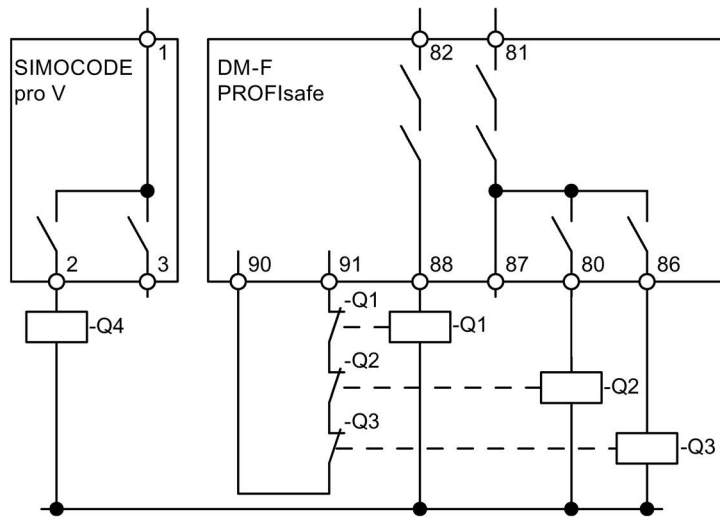 1
82
81
SIMOCODE
pro V
DM-F
PROFIsafe
2
3
90
91
88
87
80
86
-Q1
-Q4
-Q1
-Q2
-Q2
-Q3
-Q3